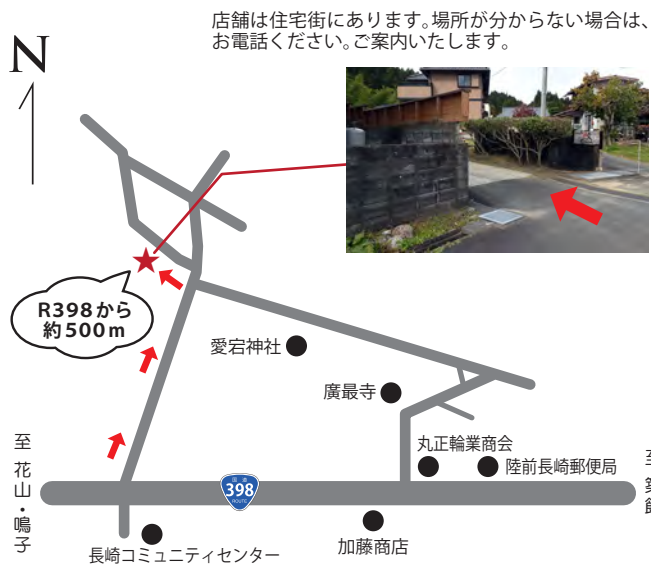 店舗は住宅街にあります。場所が分からない場合は、
お電話ください。ご案内いたします。
N
R398から
約500m
愛宕神社
廣最寺
丸正輪業商会
陸前長崎郵便局
至 花山・鳴子
国道
398
ROUTE
至
長崎コミュニティセンター
加藤商店